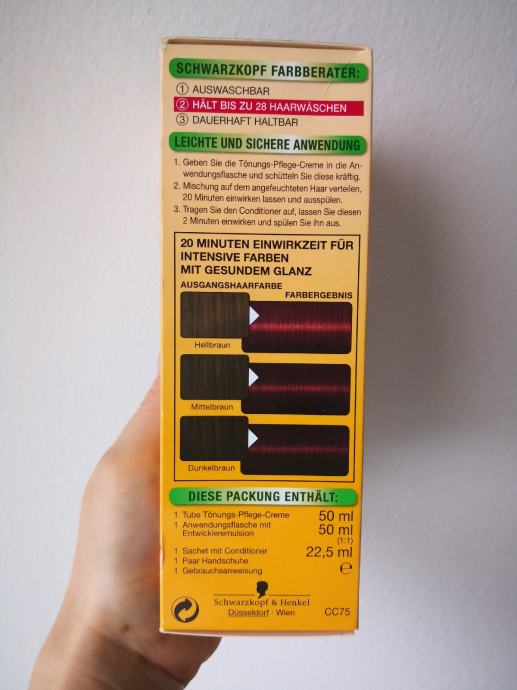 SCHWARZKOPF FARBBERATER:
① AUSWASCHBAR
② HÄLT BIS ZU 28 HAARWÄSCHEN
③ DAUERHAFT HALTBAR
LEICHTE UND SICHERE ANWENDUNG
1. Geben Sie die Tönungs-Pflege-Creme in die An-
wendungsflasche und schütteln Sie diese kräftig.
2. Mischung auf dem angefeuchteten Haar verteilen,
20 Minuten einwirken lassen und ausspülen.
3. Tragen Sie den Conditioner auf, lassen Sie diesen
2 Minuten einwirken und spülen Sie ihn aus.
20 MINUTEN EINWIRKZEIT FÜR
INTENSIVE FARBEN
MIT GESUNDEM GLANZ
AUSGANGSHAARFARBE
FARBERGEBNIS
Hellbraun
Mittelbraun
Dunkelbraun
DIESE PACKUNG ENTHÄLT:
1 Tube Tönungs-Pflege-Creme 50 ml
1 Anwendungsflasche mit 50 ml
Entwickleremulsion (1:1)
1 Sachet mit Conditioner 22,5 ml
1 Paar Handschuhe
1 Gebrauchsanweisung ℮
Schwarzkopf & Henkel
Düsseldorf · Wien CC75